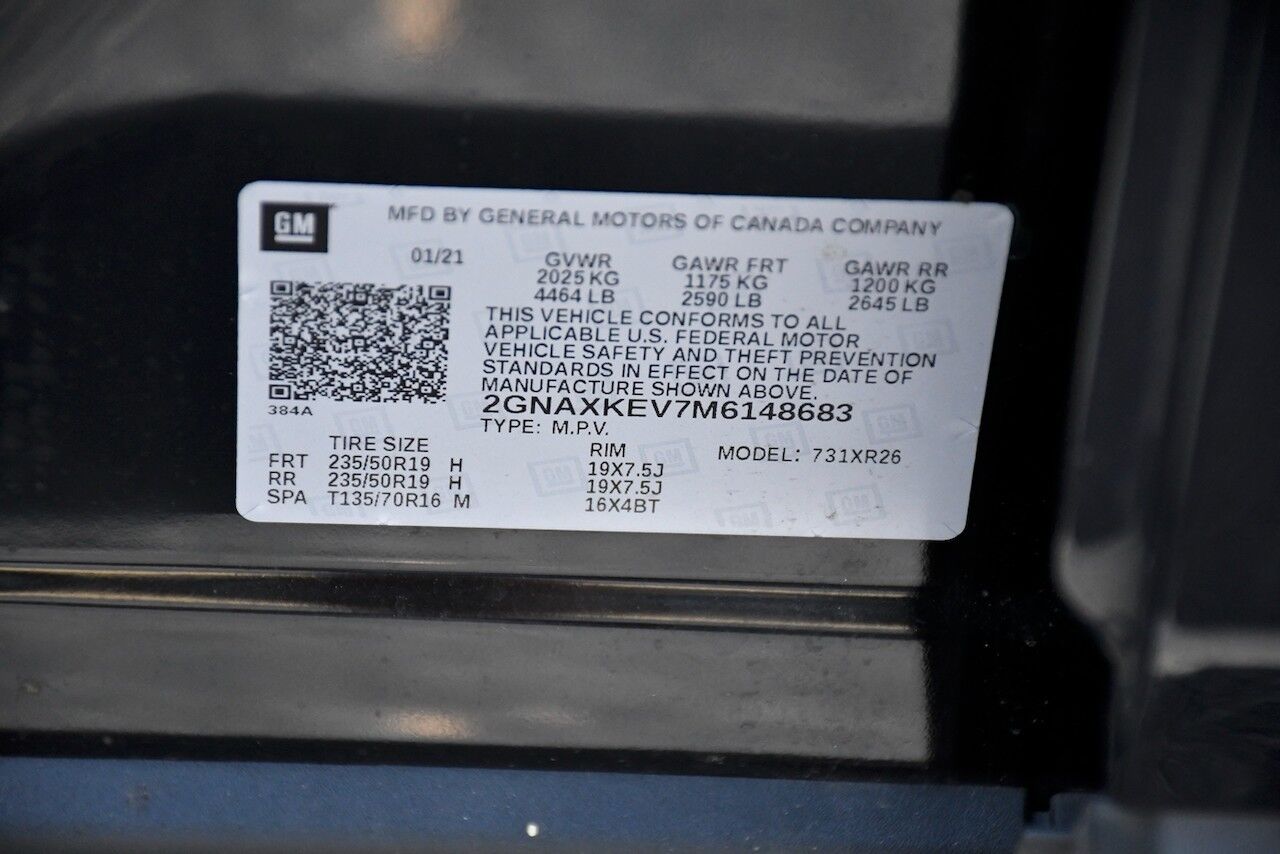 GM
MFD BY GENERAL MOTORS OF CANADA COMPANY
01/21 GVWR GAWR FRT GAWR RR
2025 KG 1175 KG 1200 KG
4464 LB 2590 LB 2645 LB
THIS VEHICLE CONFORMS TO ALL
APPLICABLE U.S. FEDERAL MOTOR
VEHICLE SAFETY AND THEFT PREVENTION
STANDARDS IN EFFECT ON THE DATE OF
MANUFACTURE SHOWN ABOVE.
384A
2GNAXKEV7M6148683
TYPE: M.P.V.
TIRE SIZE RIM MODEL: 731XR26
FRT 235/50R19 H 19X7.5J
RR 235/50R19 H 19X7.5J
SPA T135/70R16 M 16X4BT